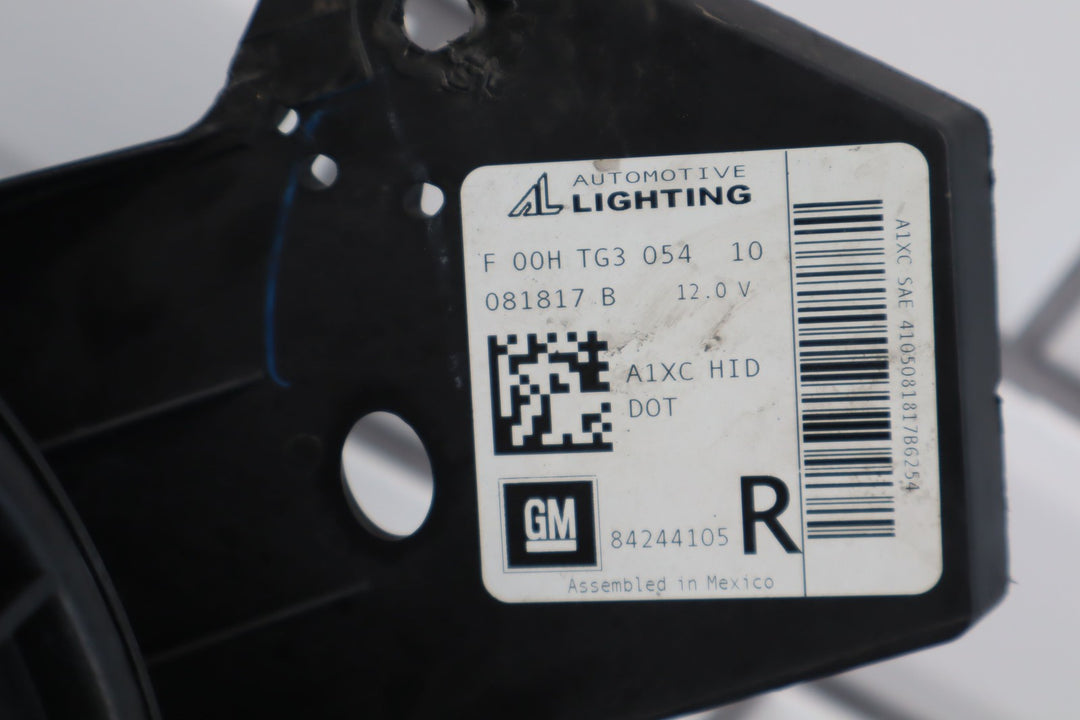 AUTOMOTIVE
LIGHTING
F 00H TG3 054 10
081817 B 12.0 V
A1XC HID
DOT
GM
84244105 R
Assembled in Mexico
A1XC SAE 4105081817B6254